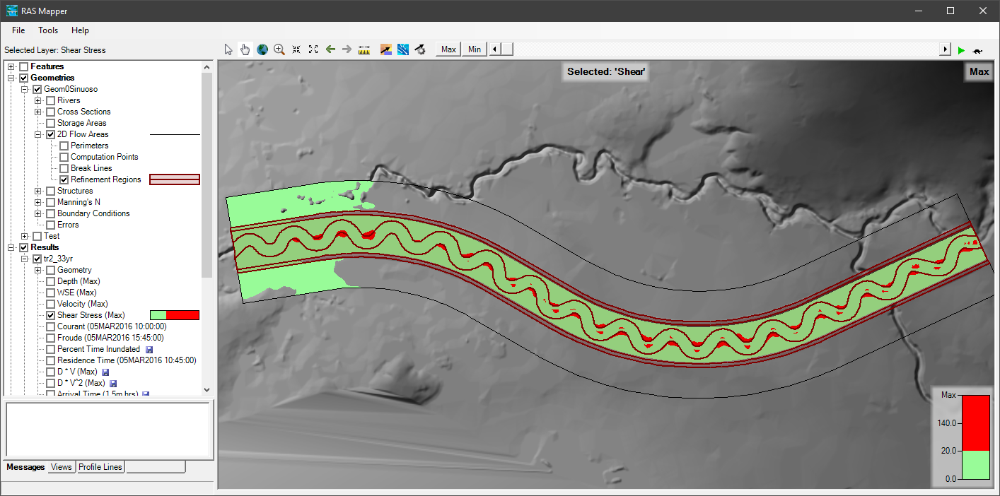 RAS Mapper
File Tools Help
Selected Layer: Shear Stress
Max Min
Features
Geometries
Geom0Sinuoso
Rivers
Cross Sections
Storage Areas
2D Flow Areas
Perimeters
Computation Points
Break Lines
Refinement Regions
Structures
Manning's N
Boundary Conditions
Errors
Test
Results
tr2_33yr
Geometry
Depth (Max)
WSE (Max)
Velocity (Max)
Shear Stress (Max)
Courant (05MAR2016 10:00:00)
Froude (05MAR2016 15:45:00)
Percent Time Inundated
Residence Time (05MAR2016 10:45:00)
D * V (Max)
D * V^2 (Max)
Arrival Time (1.5m hrs)
Messages Views Profile Lines
Selected: 'Shear'
Max
Max
140.0
20.0
0.0